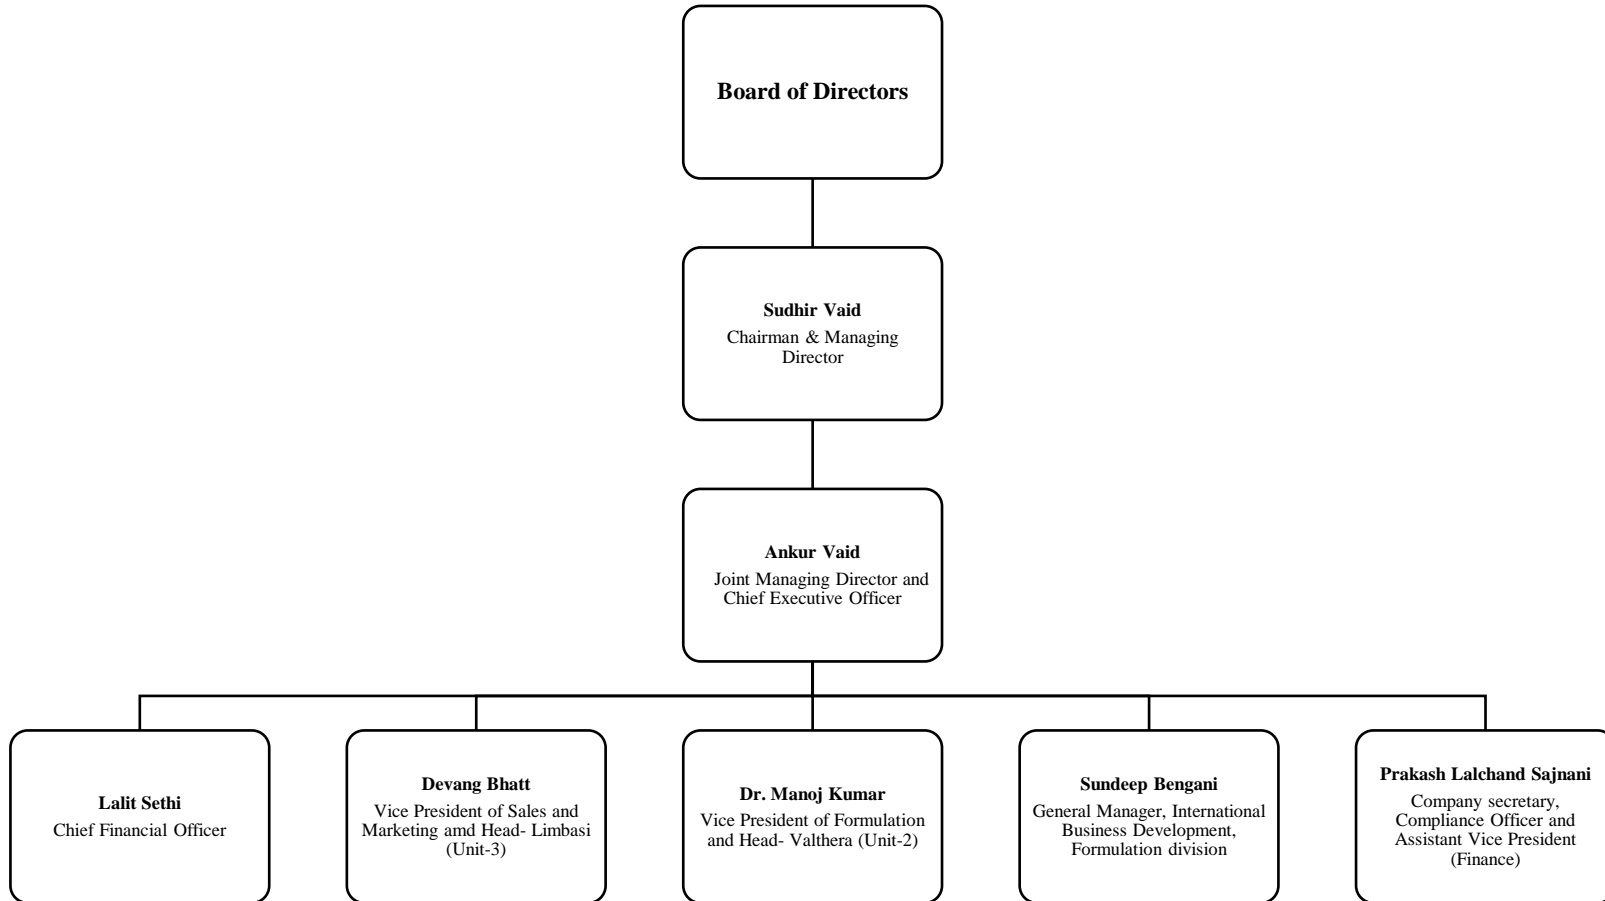 Board of Directors
Sudhir Vaid
Chairman & Managing
Director
Ankur Vaid
Joint Managing Director and
Chief Executive Officer
Lalit Sethi
Chief Financial Officer
Devang Bhatt
Vice President of Sales and
Marketing amd Head- Limbasi
(Unit-3)
Dr. Manoj Kumar
Vice President of Formulation
and Head- Valthera (Unit-2)
Sundeep Bengani
General Manager, International
Business Development,
Formulation division
Prakash Lalchand Sajnani
Company secretary,
Compliance Officer and
Assistant Vice President
(Finance)